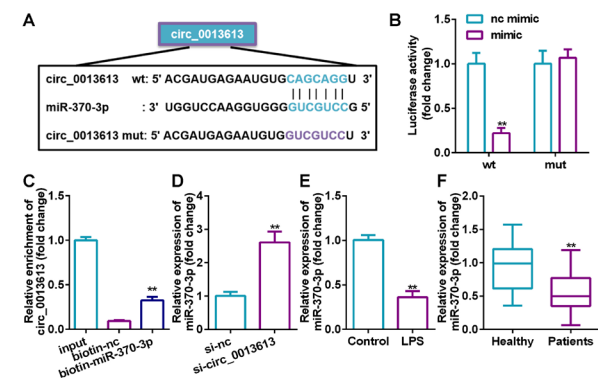 A
circ_0013613
circ_0013613 wt: 5' ACGAUGAGAAUGUGCAGCAGGU 3'
miR-370-3p : 3' UGGUCCAAGGUGGGGUCGUCCG 5'
circ_0013613 mut: 5' ACGAUGAGAAUGUGGUCGUCCU 3'
B
nc mimic
mimic
Luciferase activity
(fold change)
1.5
1.0
0.5
0.0
**
wt mut
C
Relative enrichment of
circ_0013613 (fold change)
1.5
1.0
0.5
0.0
**
input
biotin-nc
biotin-miR-370-3p
D
Relative expression of
miR-370-3p (fold change)
4
3
2
1
0
**
si-nc
si-circ_0013613
E
Relative expression of
miR-370-3p (fold change)
1.5
1.0
0.5
0.0
**
Control LPS
F
Relative expression of
miR-370-3p (fold change)
2.0
1.5
1.0
0.5
0.0
**
Healthy Patients